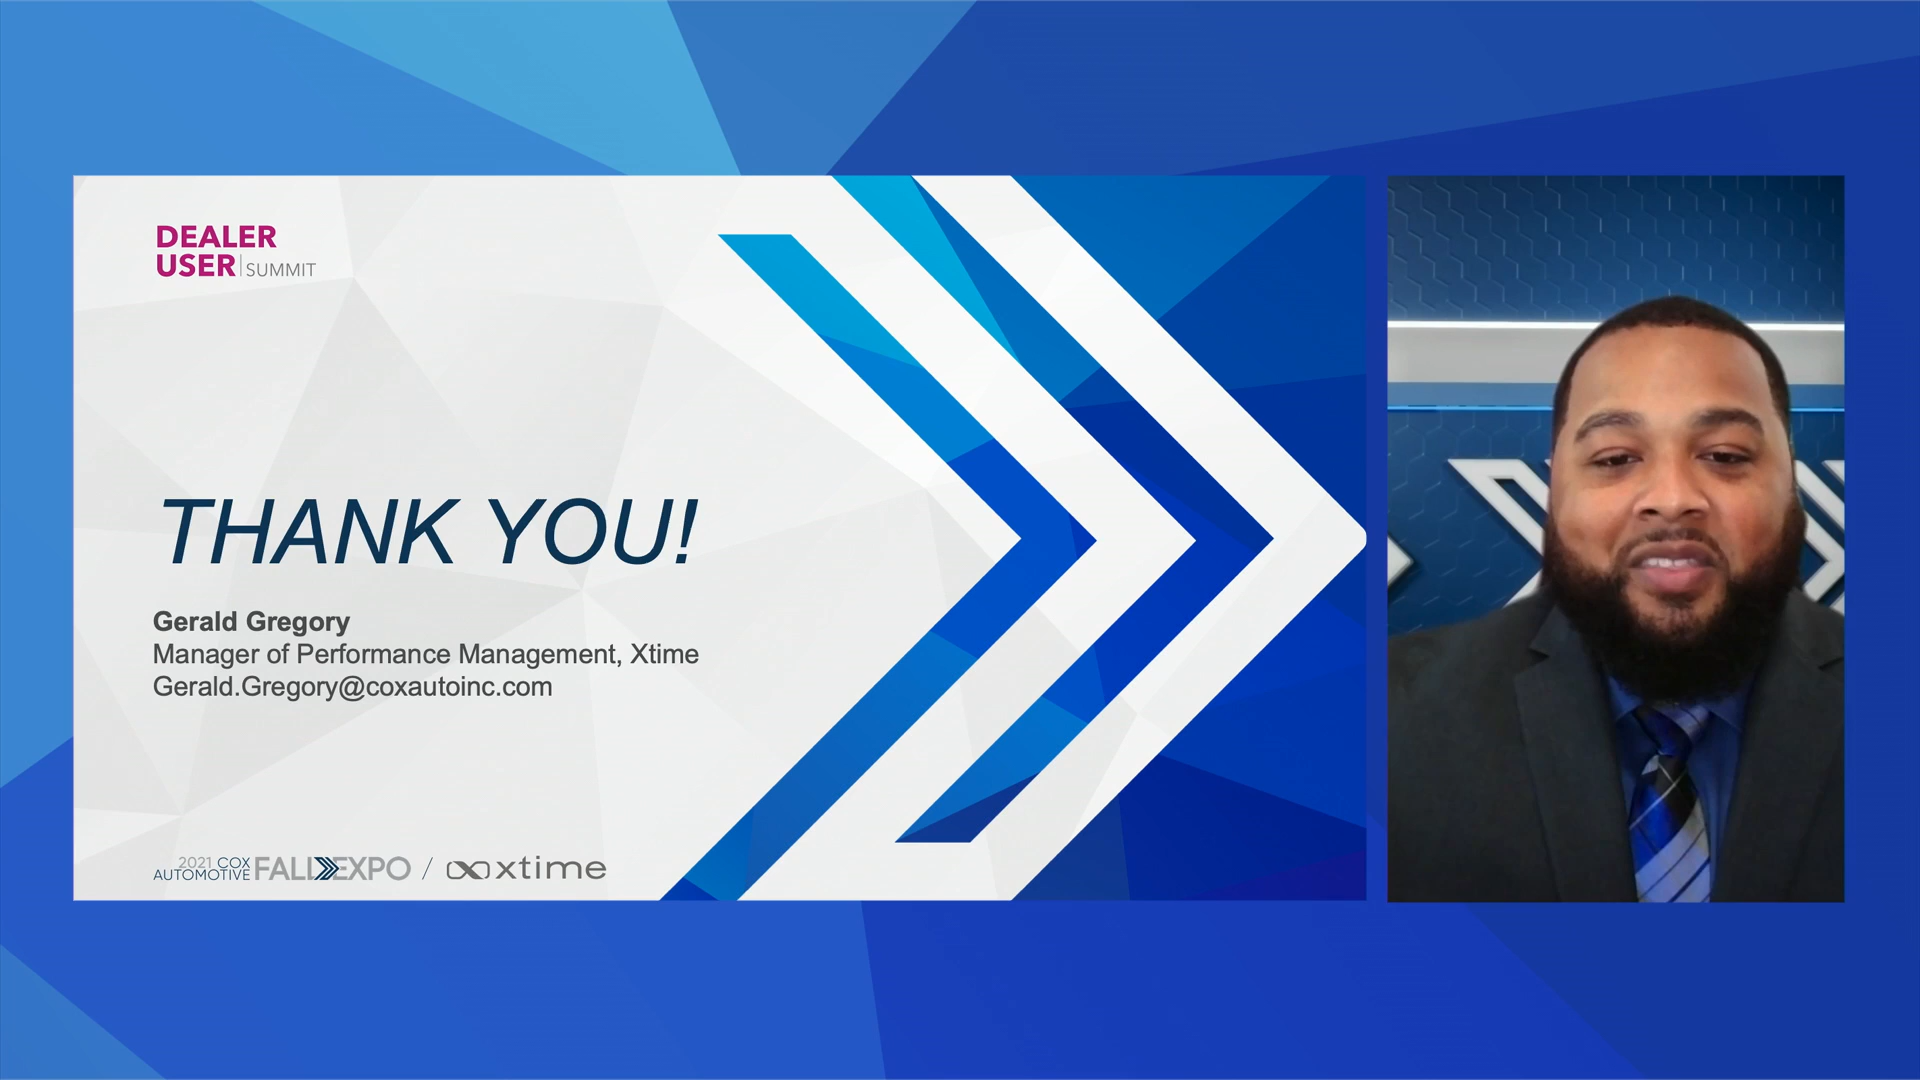 DEALER
USER | SUMMIT
THANK YOU!
Gerald Gregory
Manager of Performance Management, Xtime
Gerald.Gregory@coxautoinc.com
2021 COX
AUTOMOTIVE FALL EXPO / xtime